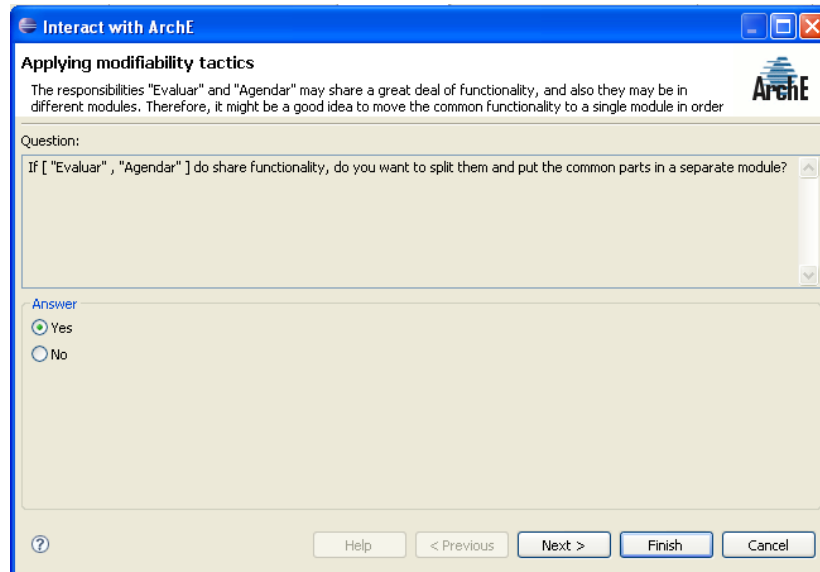 Interact with ArchE
Applying modifiability tactics
The responsibilities "Evaluar" and "Agendar" may share a great deal of functionality, and also they may be in
different modules. Therefore, it might be a good idea to move the common functionality to a single module in order
ArchE
Question:
If [ "Evaluar" , "Agendar" ] do share functionality, do you want to split them and put the common parts in a separate module?
Answer
Yes
No
? Help < Previous Next > Finish Cancel